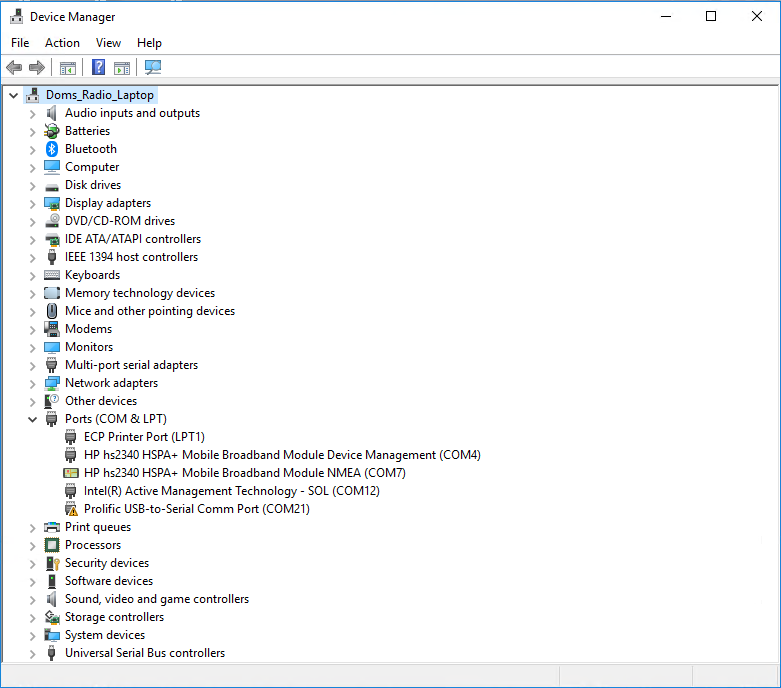 Device Manager
File Action View Help
Doms_Radio_Laptop
Audio inputs and outputs
Batteries
Bluetooth
Computer
Disk drives
Display adapters
DVD/CD-ROM drives
IDE ATA/ATAPI controllers
IEEE 1394 host controllers
Keyboards
Memory technology devices
Mice and other pointing devices
Modems
Monitors
Multi-port serial adapters
Network adapters
Other devices
Ports (COM & LPT)
ECP Printer Port (LPT1)
HP hs2340 HSPA+ Mobile Broadband Module Device Management (COM4)
HP hs2340 HSPA+ Mobile Broadband Module NMEA (COM7)
Intel(R) Active Management Technology - SOL (COM12)
Prolific USB-to-Serial Comm Port (COM21)
Print queues
Processors
Security devices
Software devices
Sound, video and game controllers
Storage controllers
System devices
Universal Serial Bus controllers